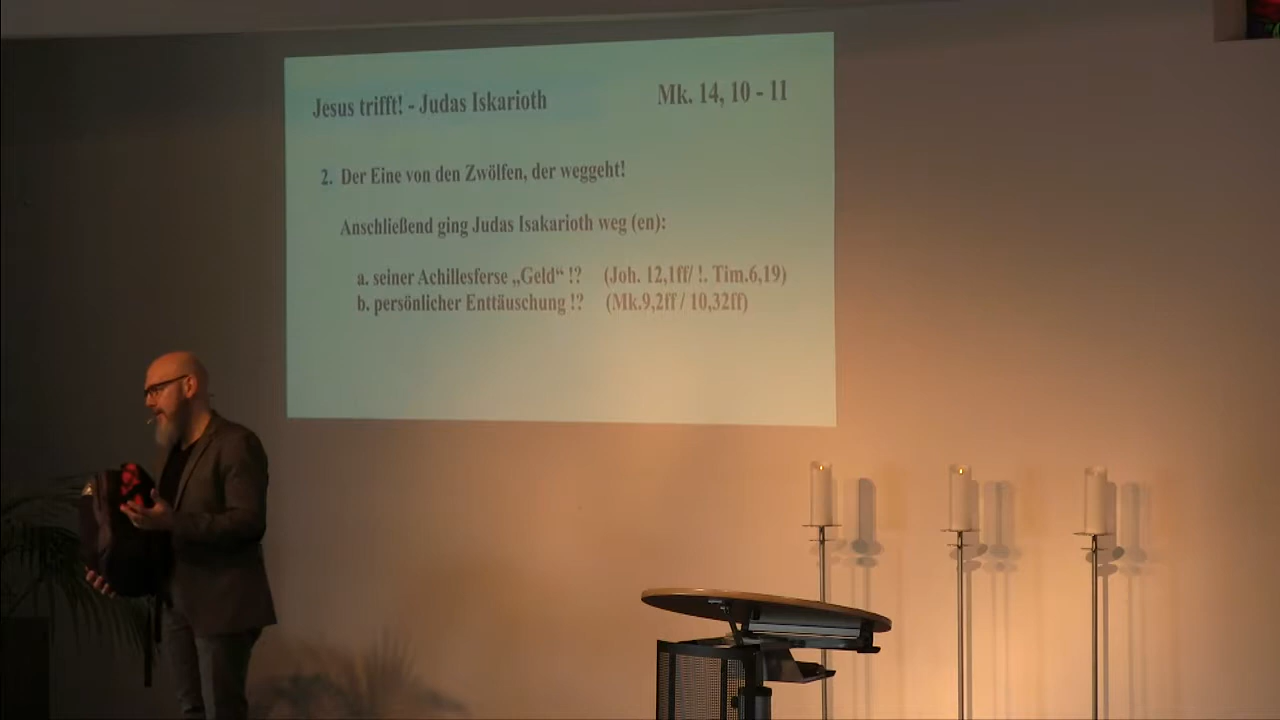 Jesus trifft! - Judas Iskarioth Mk. 14, 10 - 11
2. Der Eine von den Zwölfen, der weggeht!
Anschließend ging Judas Isakarioth weg (en):
a. seiner Achillesferse „Geld“ !? (Joh. 12,1ff/ !. Tim.6,19)
b. persönlicher Enttäuschung !? (Mk.9,2ff / 10,32ff)